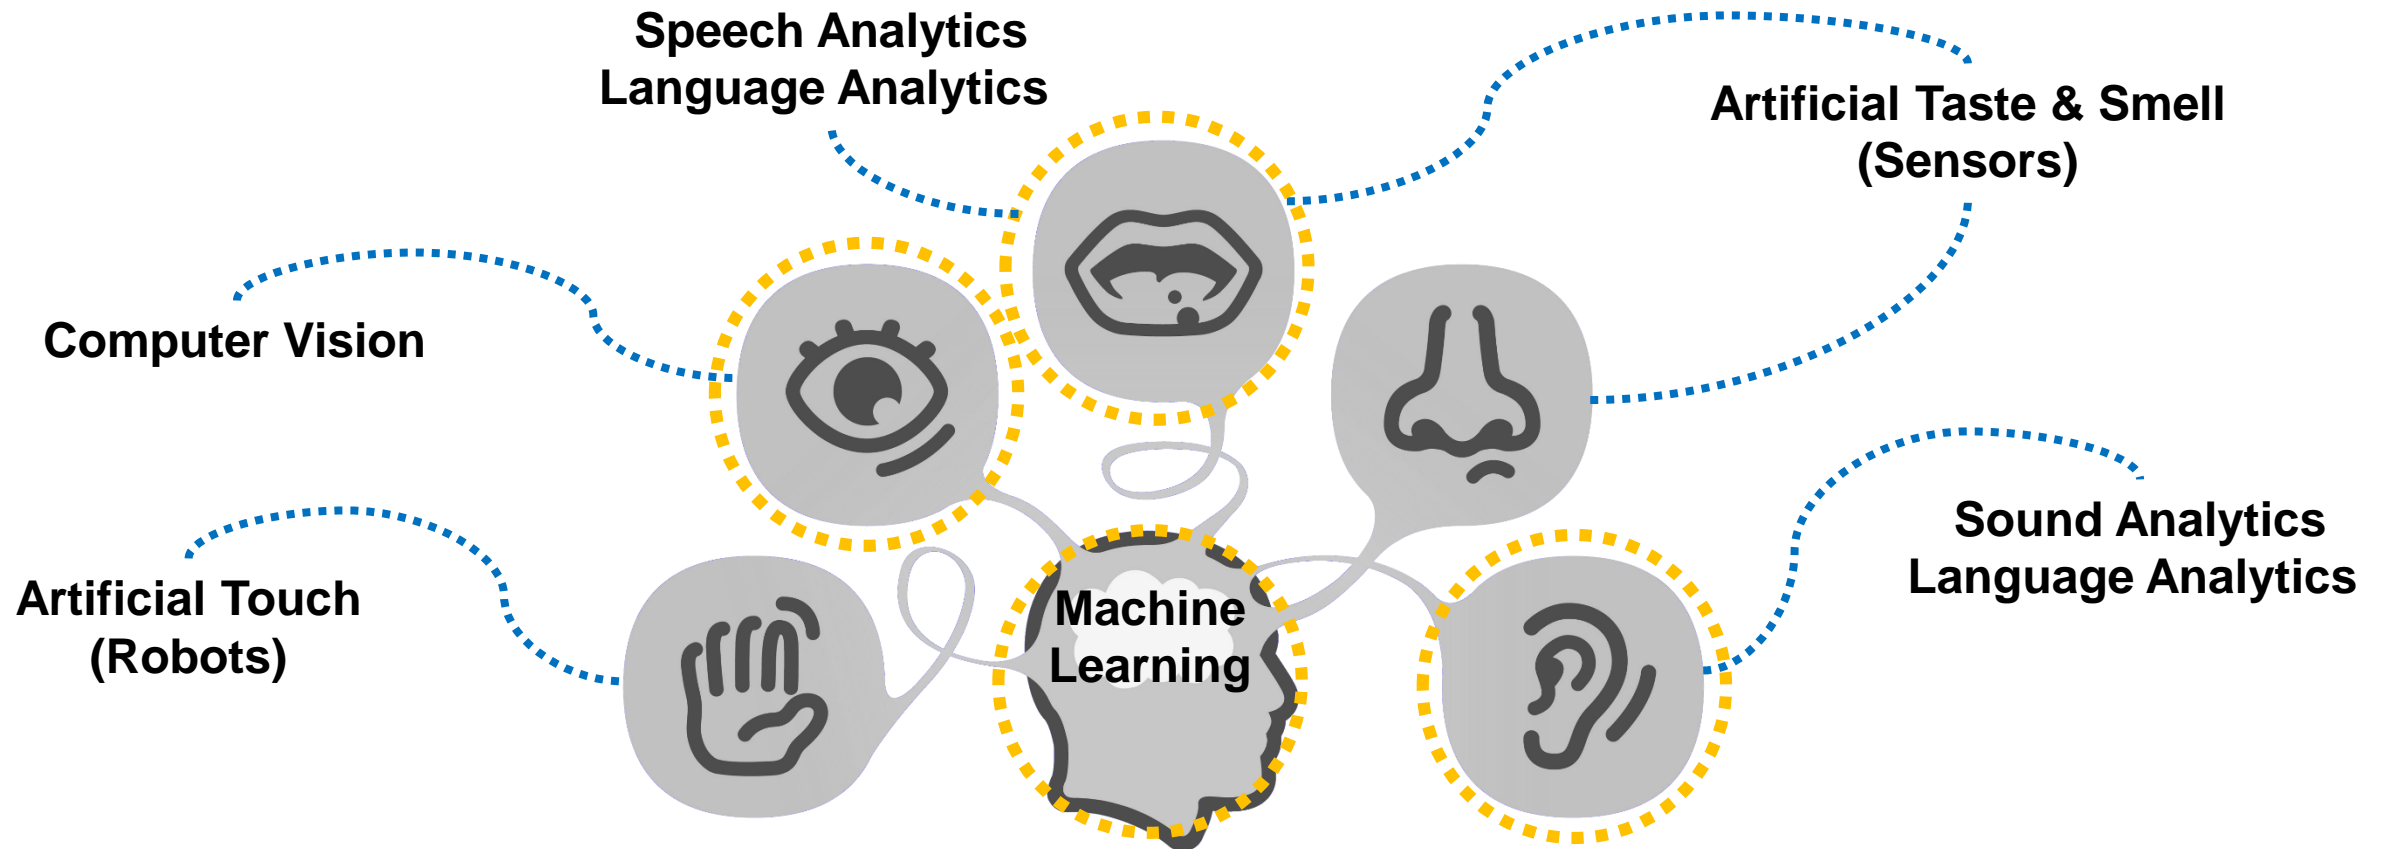 Speech Analytics
Language Analytics
Artificial Taste & Smell
(Sensors)
Computer Vision
Sound Analytics
Language Analytics
Artificial Touch
(Robots)
Machine
Learning